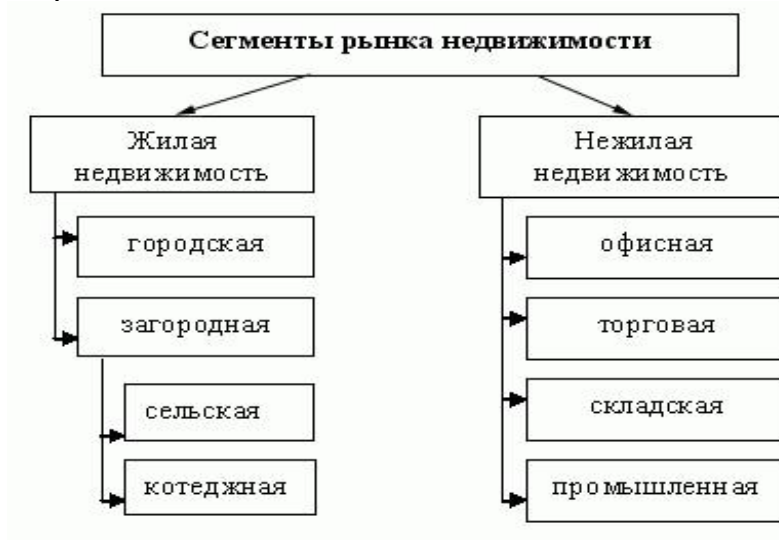 Сегменты рынка недвижимости
Жилая
недвижимость
городская
загородная
сельская
котеджная
Нежилая
недвижимость
офисная
торговая
складская
промышленная